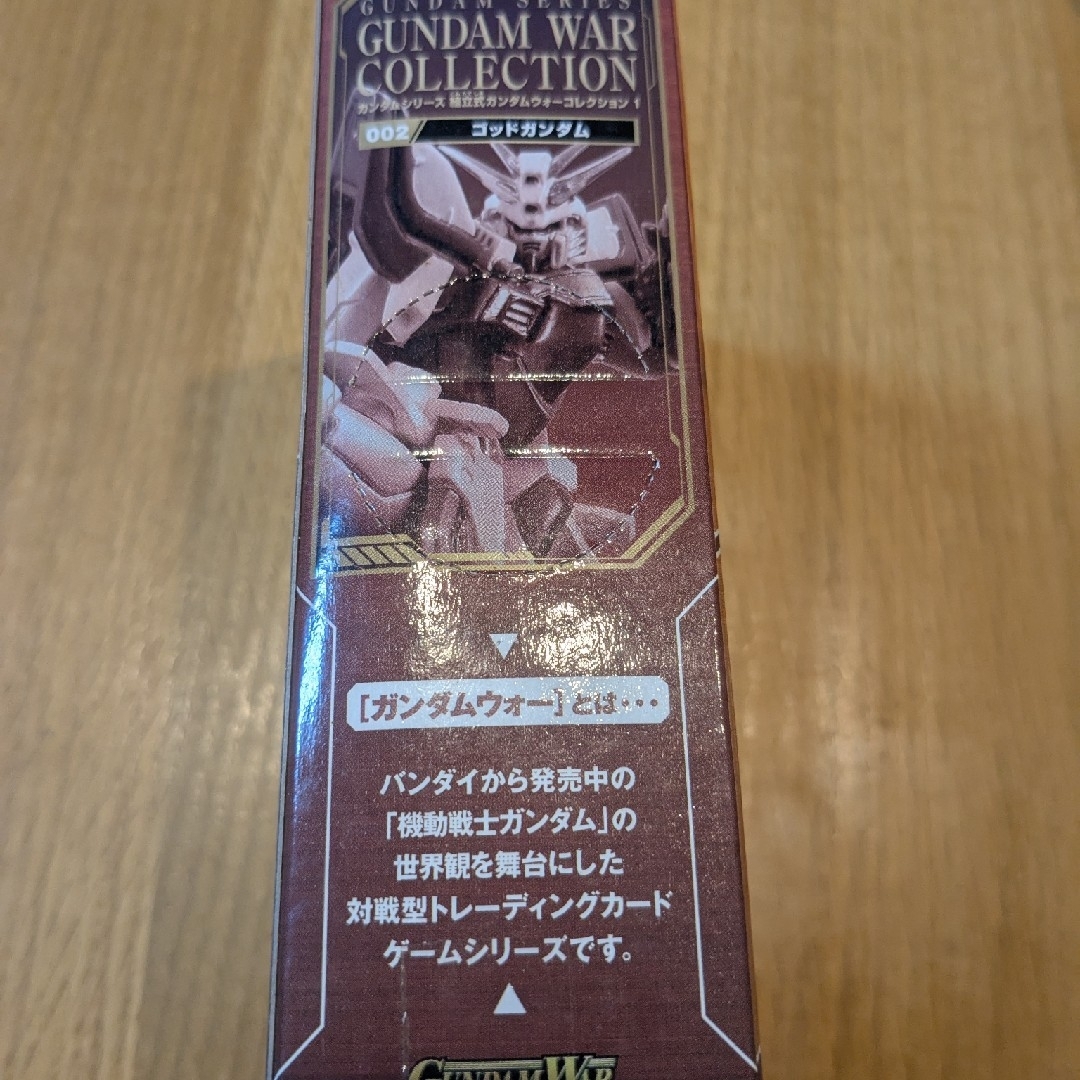 GUNDAM SERIES
GUNDAM WAR
COLLECTION
ガンダムシリーズ 組立式ガンダムウォーコレクション 1
002 ゴッドガンダム
[ガンダムウォー]とは・・・
バンダイから発売中の
「機動戦士ガンダム」の
世界観を舞台にした
対戦型トレーディングカード
ゲームシリーズです。
GUNDAM WAR